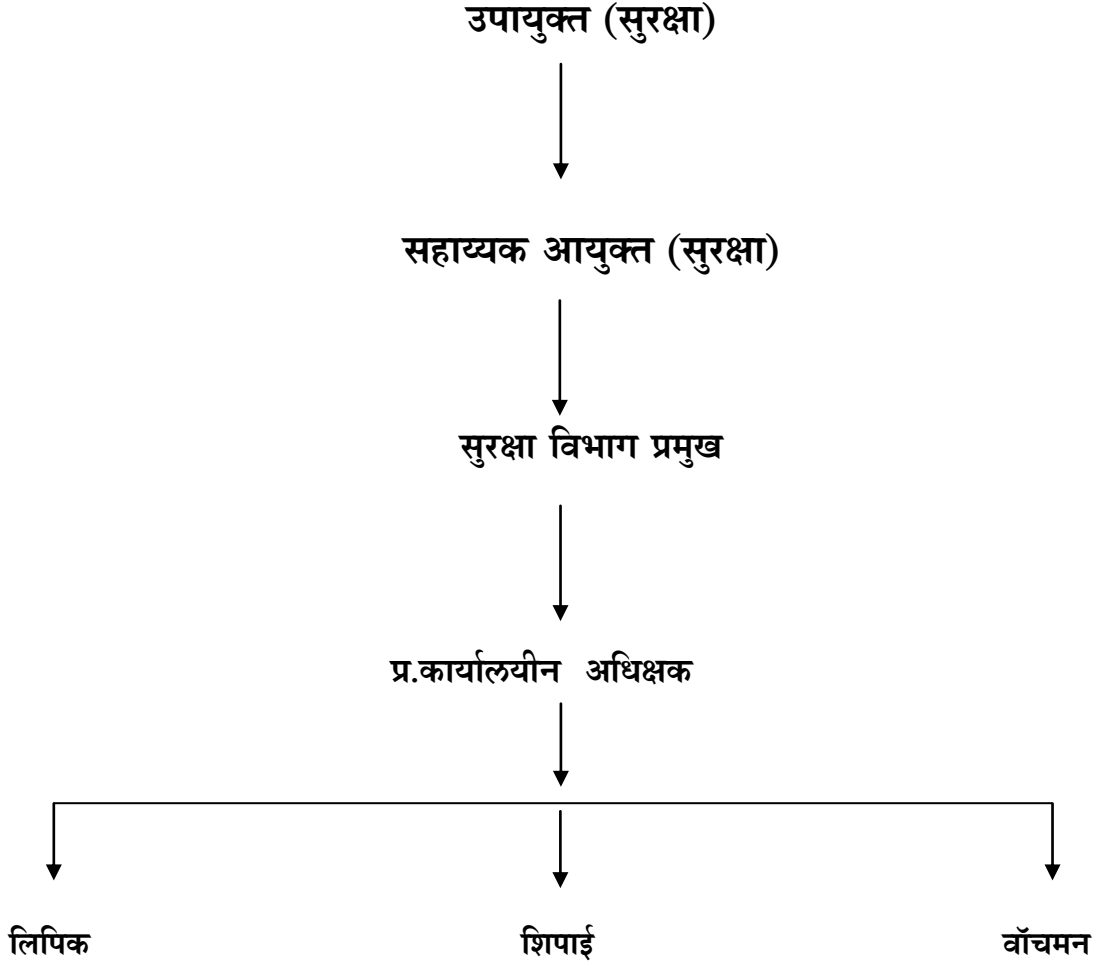 उपायुक्त (सुरक्षा)
सहाय्यक आयुक्त (सुरक्षा)
सुरक्षा विभाग प्रमुख
प्र.कार्यालयीन अधिक्षक
लिपिक शिपाई वॉचमन